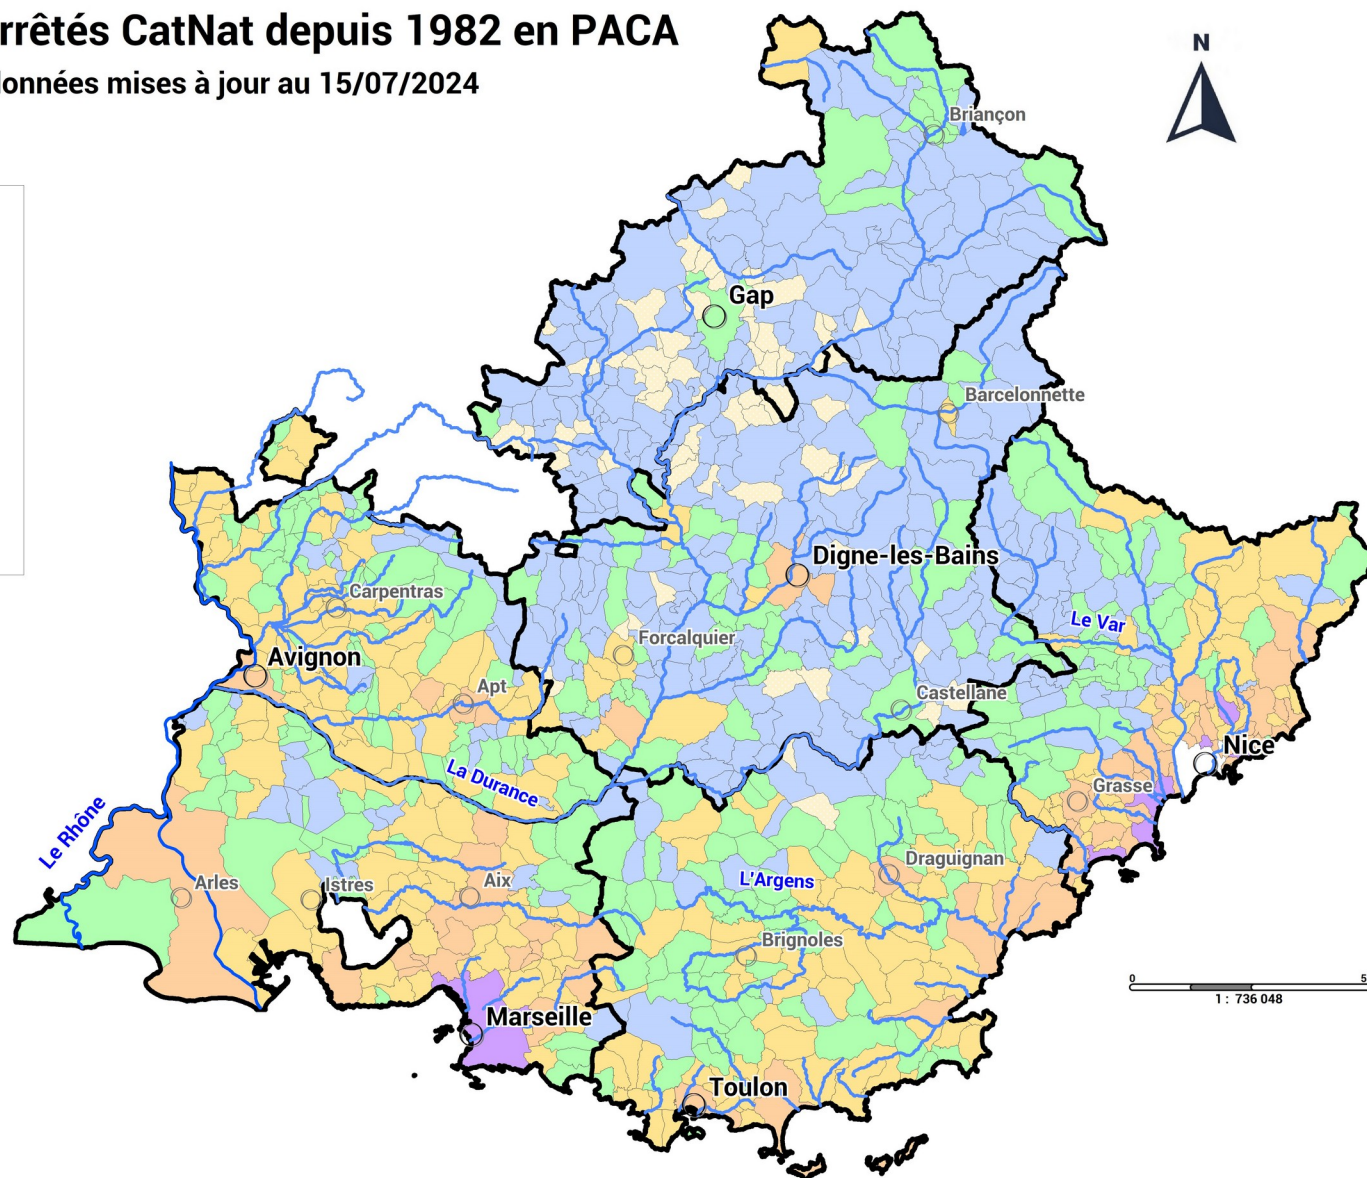 rrêtés CatNat depuis 1982 en PACA
onnées mises à jour au 15/07/2024
N
Briançon
Gap
Barcelonnette
Digne-les-Bains
Carpentras
Le Var
Forcalquier
Avignon
Apt
Castellane
Nice
La Durance
Grasse
Le Rhône
Draguignan
L'Argens
Arles
Istres
Aix
Brignoles
0
5
1 : 736 048
Marseille
Toulon